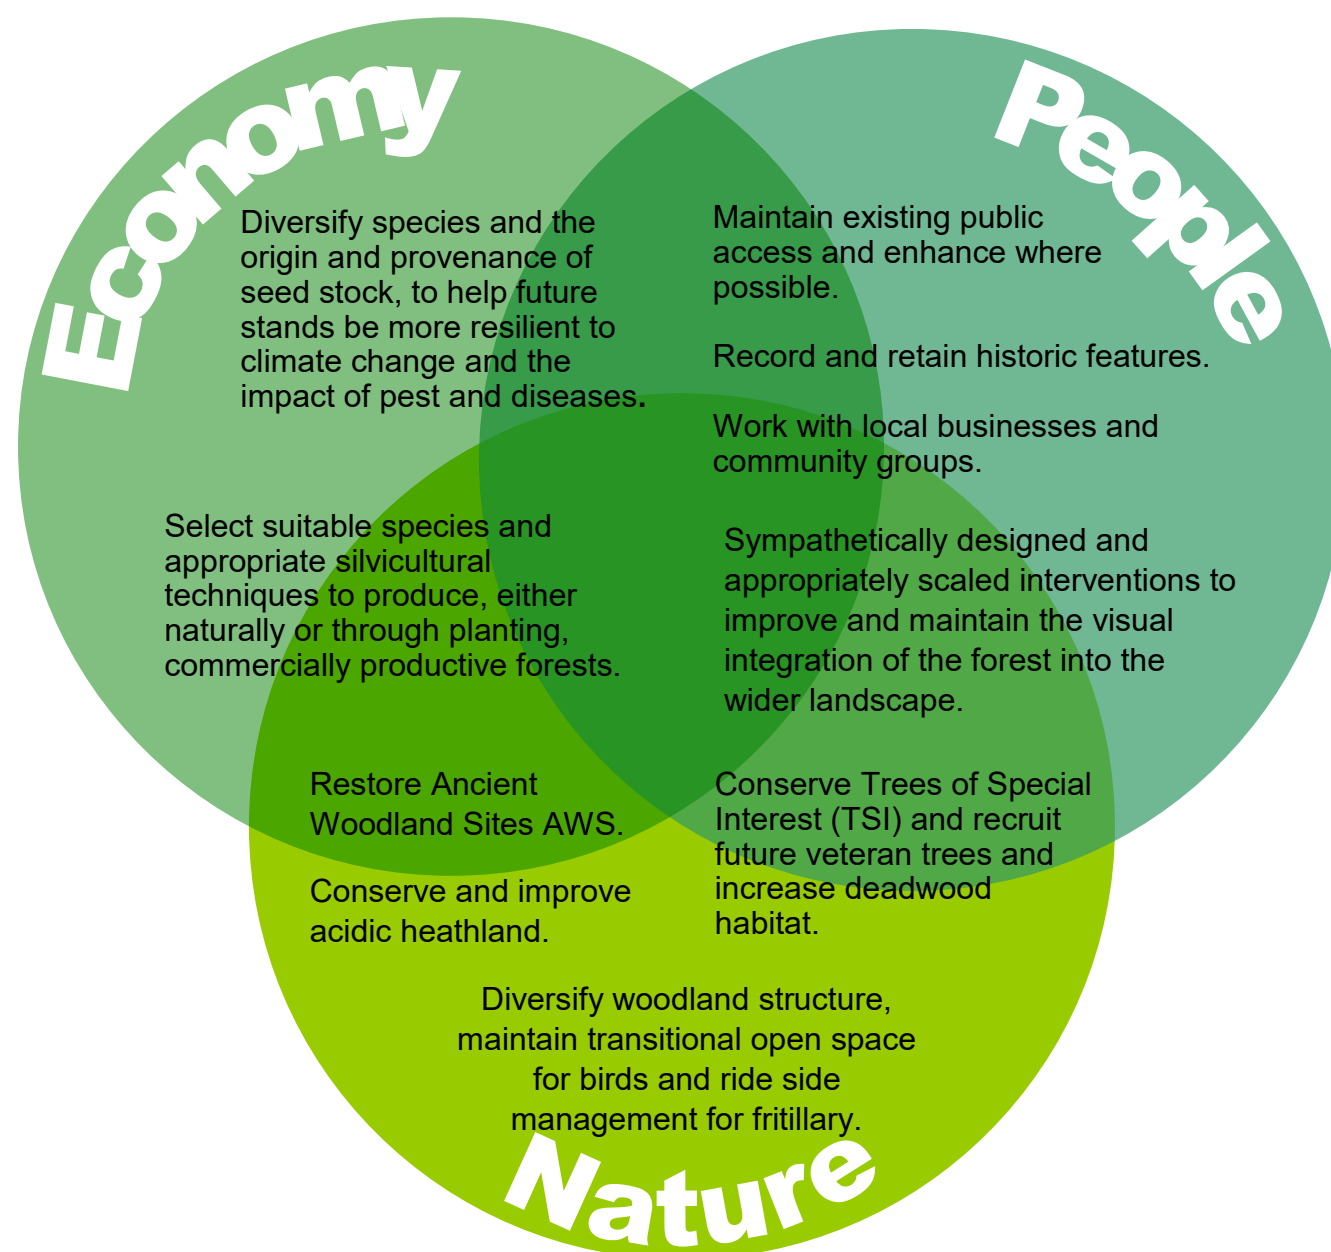 Economy
People
Diversify species and the
origin and provenance of
seed stock, to help future
stands be more resilient to
climate change and the
impact of pest and diseases.
Maintain existing public
access and enhance where
possible.
Record and retain historic features.
Work with local businesses and
community groups.
Select suitable species and
appropriate silvicultural
techniques to produce, either
naturally or through planting,
commercially productive forests.
Sympathetically designed and
appropriately scaled interventions to
improve and maintain the visual
integration of the forest into the
wider landscape.
Restore Ancient
Woodland Sites AWS.
Conserve and improve
acidic heathland.
Conserve Trees of Special
Interest (TSI) and recruit
future veteran trees and
increase deadwood
habitat.
Diversify woodland structure,
maintain transitional open space
for birds and ride side
management for fritillary.
Nature